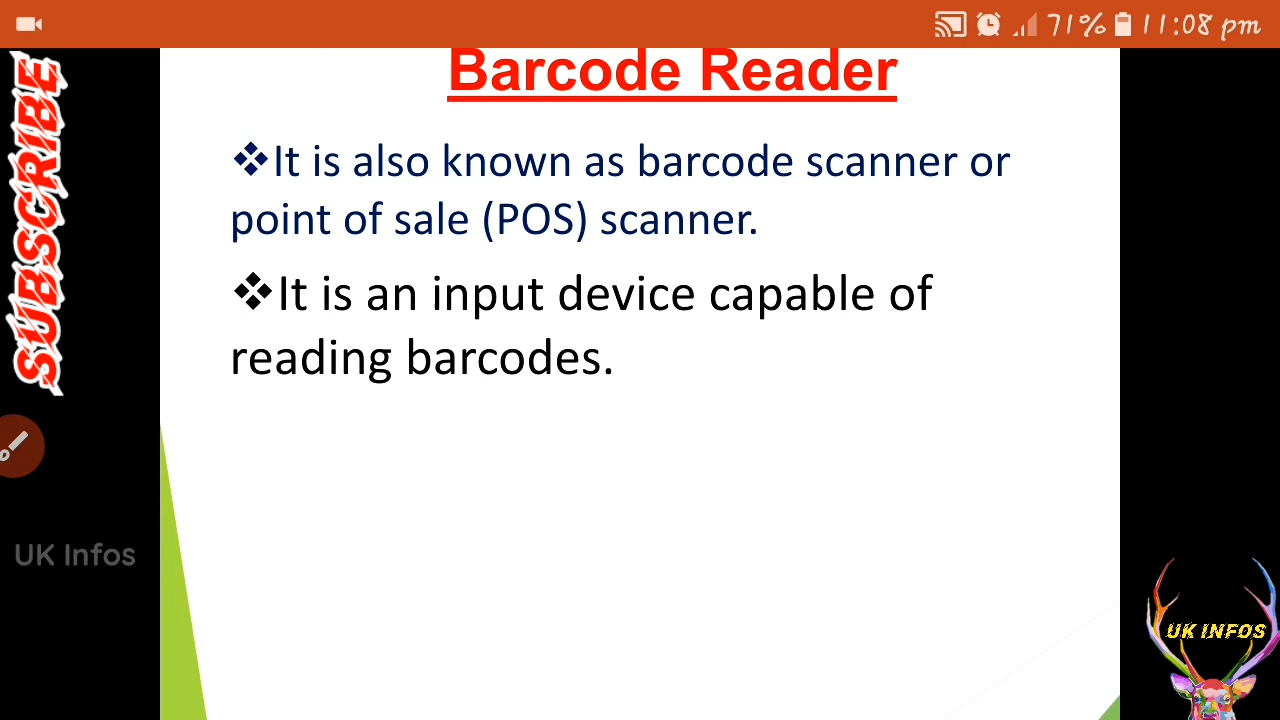 71% 11:08 pm
Barcode Reader
❖It is also known as barcode scanner or
point of sale (POS) scanner.
❖It is an input device capable of
reading barcodes.
SUBSCRIBE
UK Infos
UK INFOS